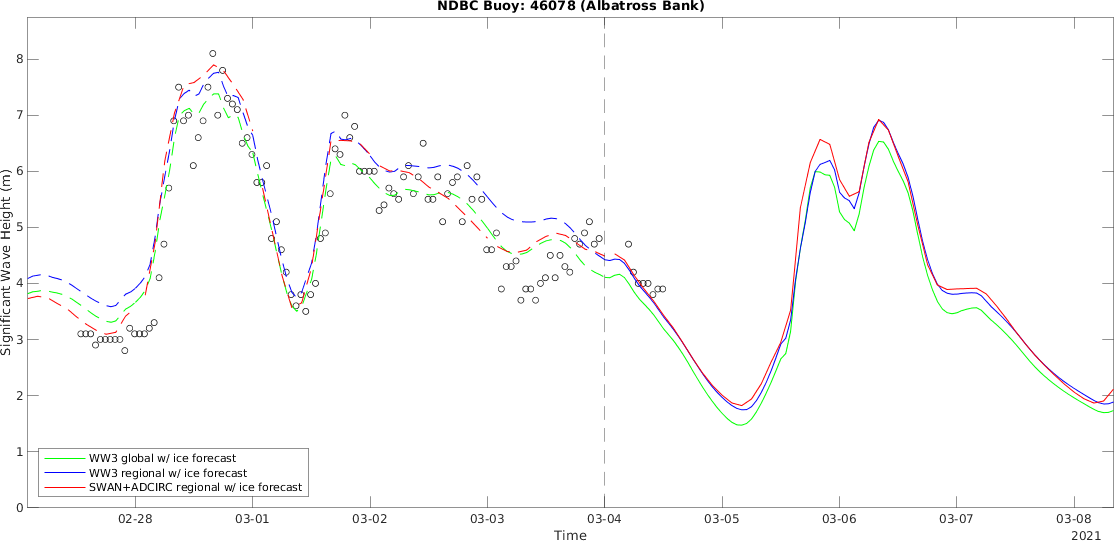 NDBC Buoy: 46078 (Albatross Bank)
Significant Wave Height (m)
8
7
6
5
4
3
2
1
0
WW3 global w/ ice forecast
WW3 regional w/ ice forecast
SWAN+ADCIRC regional w/ ice forecast
02-28 03-01 03-02 03-03 03-04 03-05 03-06 03-07 03-08
Time
2021